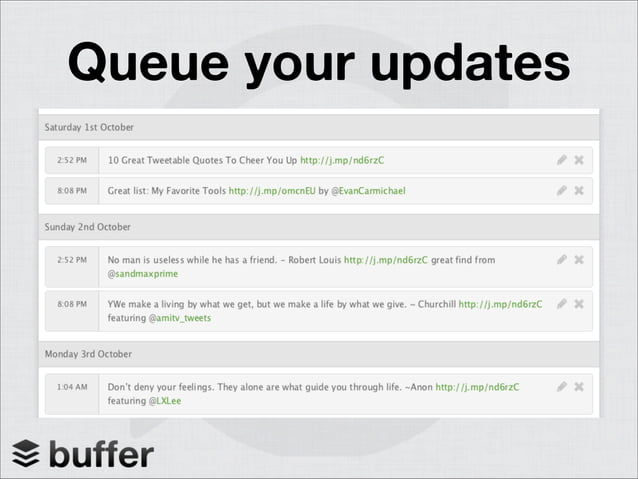 Queue your updates
Saturday 1st October
2:52 PM 10 Great Tweetable Quotes To Cheer You Up http://j.mp/nd6rzC
8:08 PM Great list: My Favorite Tools http://j.mp/omcnEU by @EvanCarmichael
Sunday 2nd October
2:52 PM No man is useless while he has a friend. - Robert Louis http://j.mp/nd6rzC great find from
@sandmaxprime
8:08 PM YWe make a living by what we get, but we make a life by what we give. ~ Churchill http://j.mp/nd6rzC
featuring @amitv_tweets
Monday 3rd October
1:04 AM Don't deny your feelings. They alone are what guide you through life. ~Anon http://j.mp/nd6rzC
featuring @LXLee
buffer